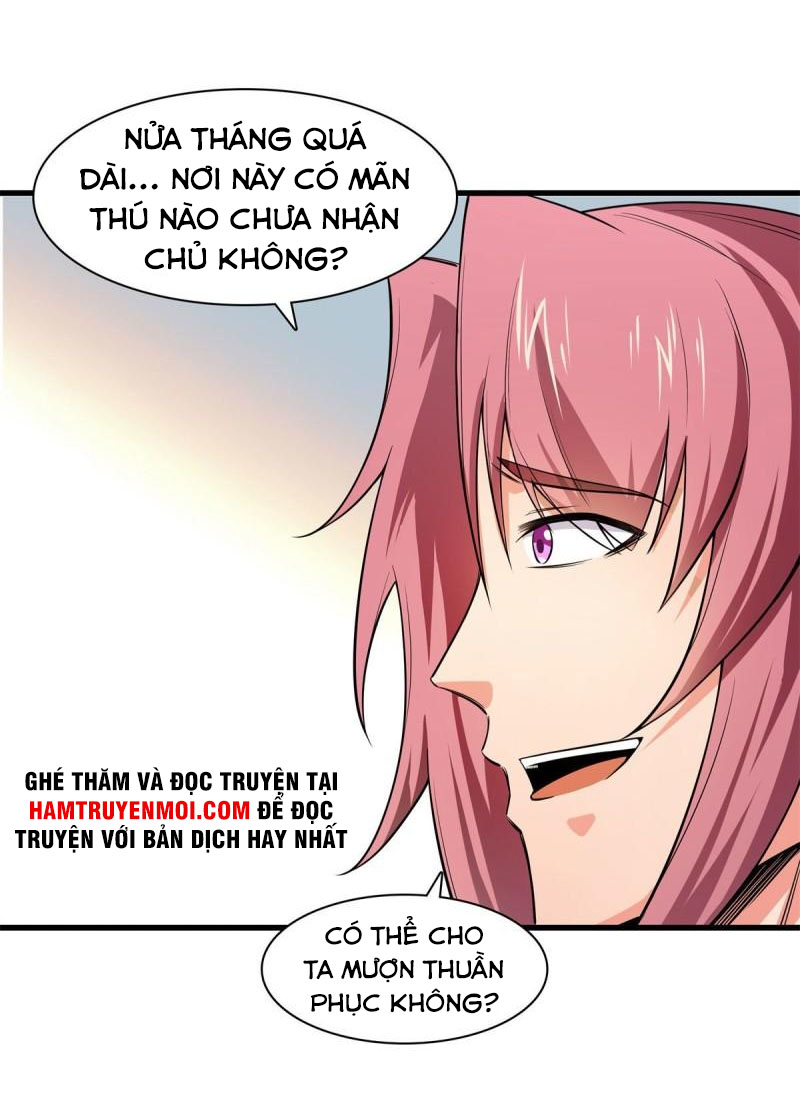 NỬA THÁNG QUÁ
DÀI... NƠI NÀY CÓ MÃN
THÚ NÀO CHƯA NHẬN
CHỦ KHÔNG?
GHÉ THĂM VÀ ĐỌC TRUYỆN TẠI
HAMTRUYENMOI.COM ĐỂ ĐỌC
TRUYỆN VỚI BẢN DỊCH HAY NHẤT
CÓ THỂ CHO
TA MƯỢN THUẦN
PHỤC KHÔNG?